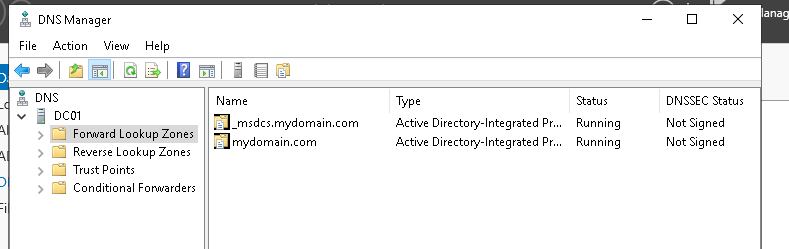 DNS Manager
File Action View Help
DNS
DC01
Forward Lookup Zones
Reverse Lookup Zones
Trust Points
Conditional Forwarders
Name Type Status DNSSEC Status
_msdcs.mydomain.com Active Directory-Integrated Pr... Running Not Signed
mydomain.com Active Directory-Integrated Pr... Running Not Signed